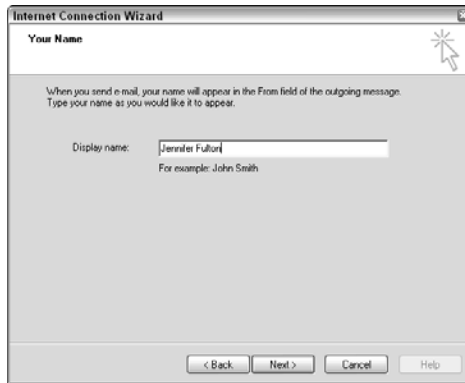 Internet Connection Wizard
Your Name
When you send e-mail, your name will appear in the From field of the outgoing message.
Type your name as you would like it to appear.
Display name: Jennifer Fulton
For example: John Smith
< Back Next > Cancel Help